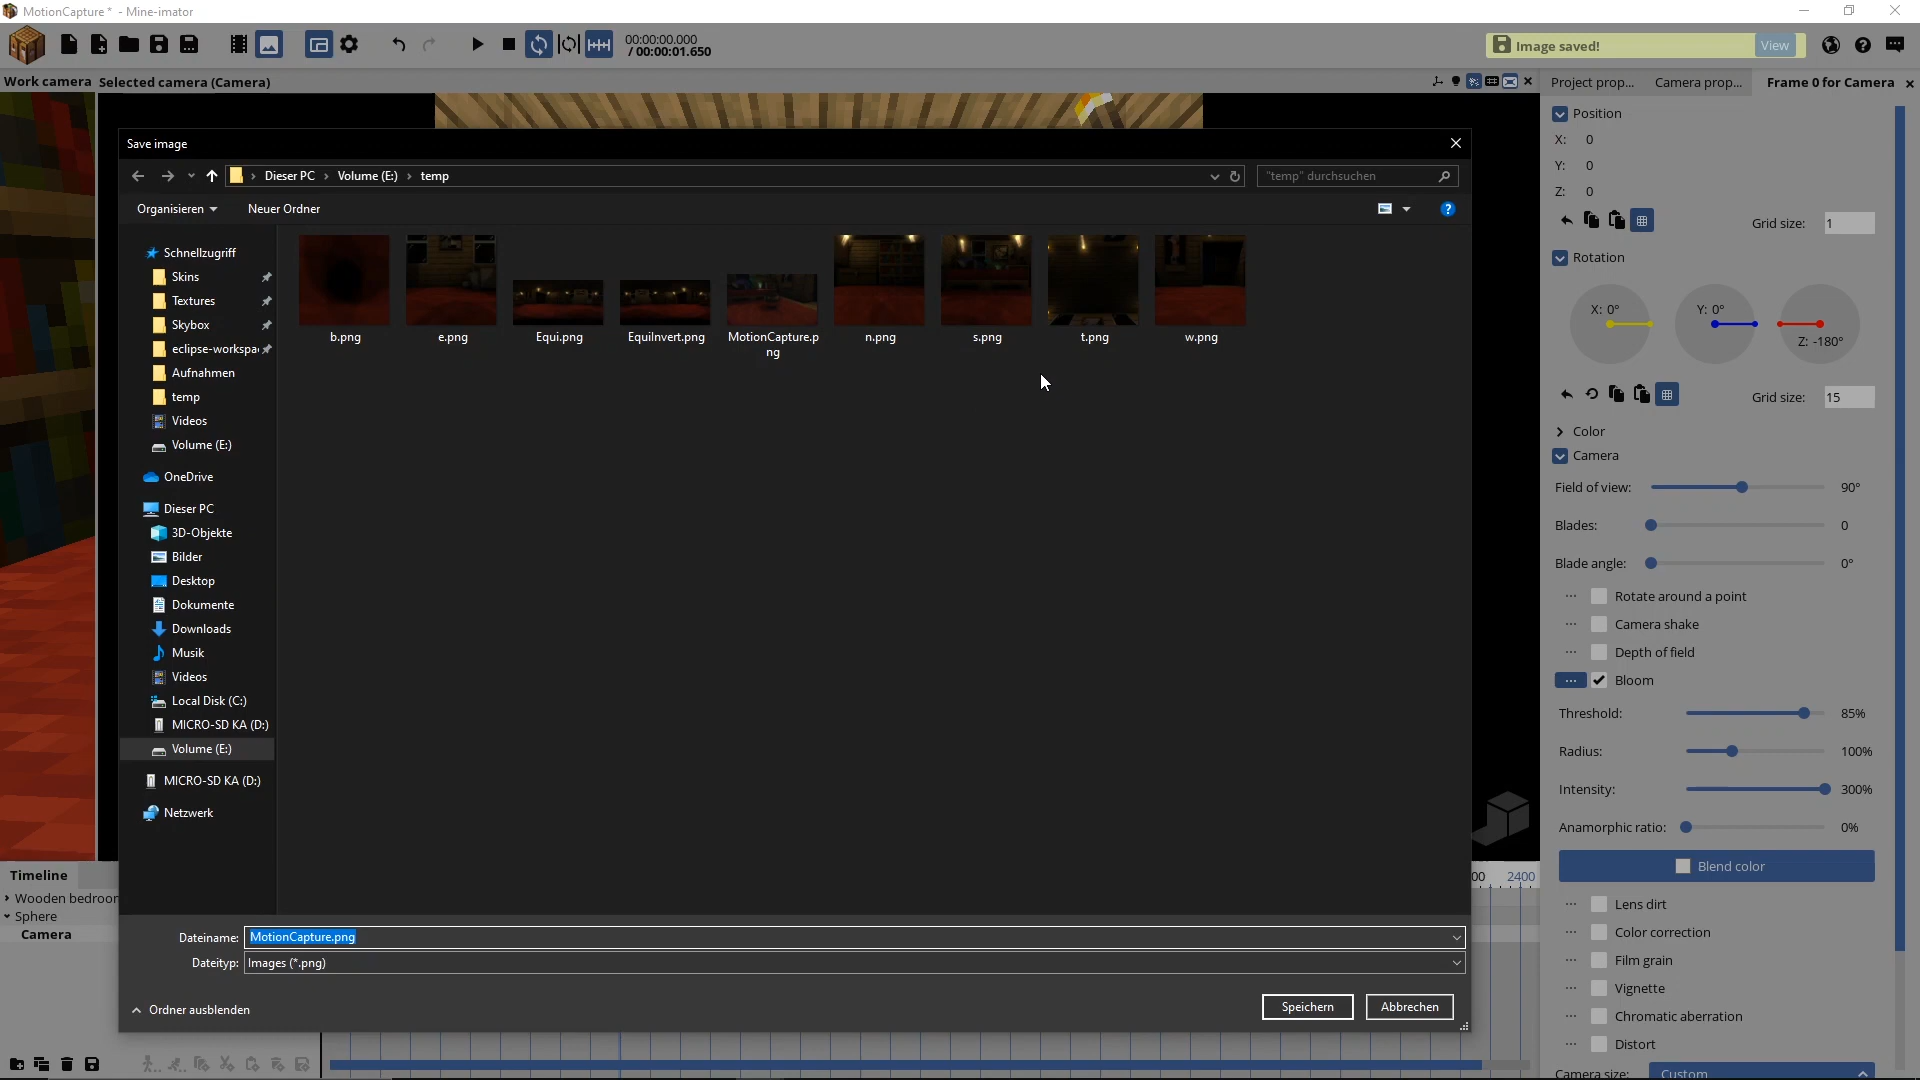 MotionCapture* - Mine-imator
00:00:00.000
/ 00:00:01.650
Image saved!
View
Work camera
Selected camera (Camera)
Project prop...
Camera prop...
Frame 0 for Camera
Save image
Dieser PC
Volume (E:)
temp
"temp" durchsuchen
Organisieren
Neuer Ordner
Schnellzugriff
Skins
Textures
Skybox
eclipse-workspa
Aufnahmen
temp
Videos
Volume (E:)
OneDrive
Dieser PC
3D-Objekte
Bilder
Desktop
Dokumente
Downloads
Musik
Videos
Local Disk (C:)
MICRO-SD KA (D:)
Volume (E:)
MICRO-SD KA (D:)
Netzwerk
b.png
e.png
Equi.png
EquiInvert.png
MotionCapture.p
ng
n.png
s.png
t.png
w.png
Dateiname:
MotionCapture.png
Dateityp:
Images (*.png)
Ordner ausblenden
Speichern
Abbrechen
Position
X: 0
Y: 0
Z: 0
Grid size: 1
Rotation
X: 0°
Y: 0°
Z: -180°
Grid size: 15
Color
Camera
Field of view: 90°
Blades: 0
Blade angle: 0°
Rotate around a point
Camera shake
Depth of field
Bloom
Threshold: 85%
Radius: 100%
Intensity: 300%
Anamorphic ratio: 0%
Blend color
Lens dirt
Color correction
Film grain
Vignette
Chromatic aberration
Distort
Camera size: Custom
Timeline
Wooden bedroor
Sphere
Camera
00
2400